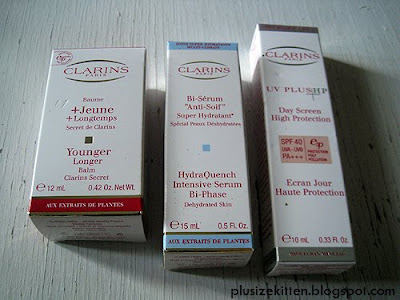 CLARINS
PARIS
Baume
+Jeune
+Longtemps
Secret de Clarins
Younger
Longer
Balm
Clarins Secret
℮ 12 mL 0.42 Oz. Net Wt.
AUX EXTRAITS DE PLANTES
CLARINS
PARIS
Bi-Sérum
"Anti-Soif"
Super Hydratant*
Spécial Peaux Déshydratées
HydraQuench
Intensive Serum
Bi-Phase
Dehydrated Skin
℮ 15 mL 0.5 Fl. Oz.
AUX EXTRAITS DE PLANTES
CLARINS
PARIS
UV PLUS HP
Day Screen
High Protection
SPF 40
UVA-UVB
PA+++
Ecran Jour
Haute Protection
℮ 10 mL 0.33 Fl. Oz.
plusizekitten.blogspot.com